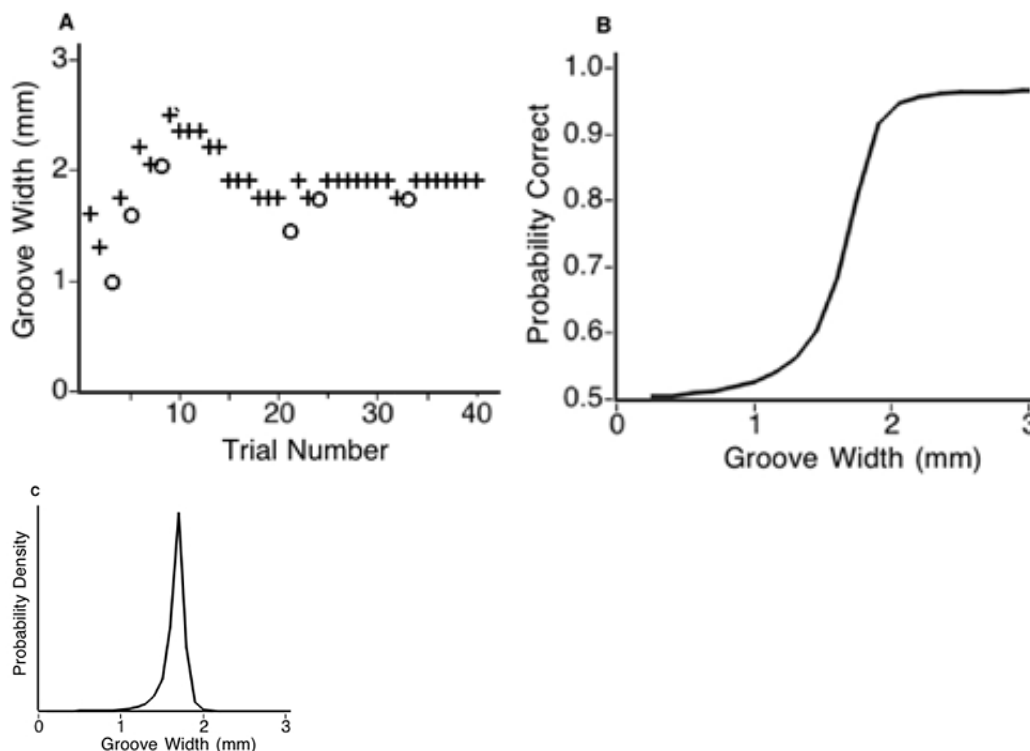 A
Groove Width (mm)
3
2
1
0
10
20
30
40
Trial Number
B
Probability Correct
1.0
0.9
0.8
0.7
0.6
0.5
0
1
2
3
Groove Width (mm)
c
Probability Density
0
1
2
3
Groove Width (mm)